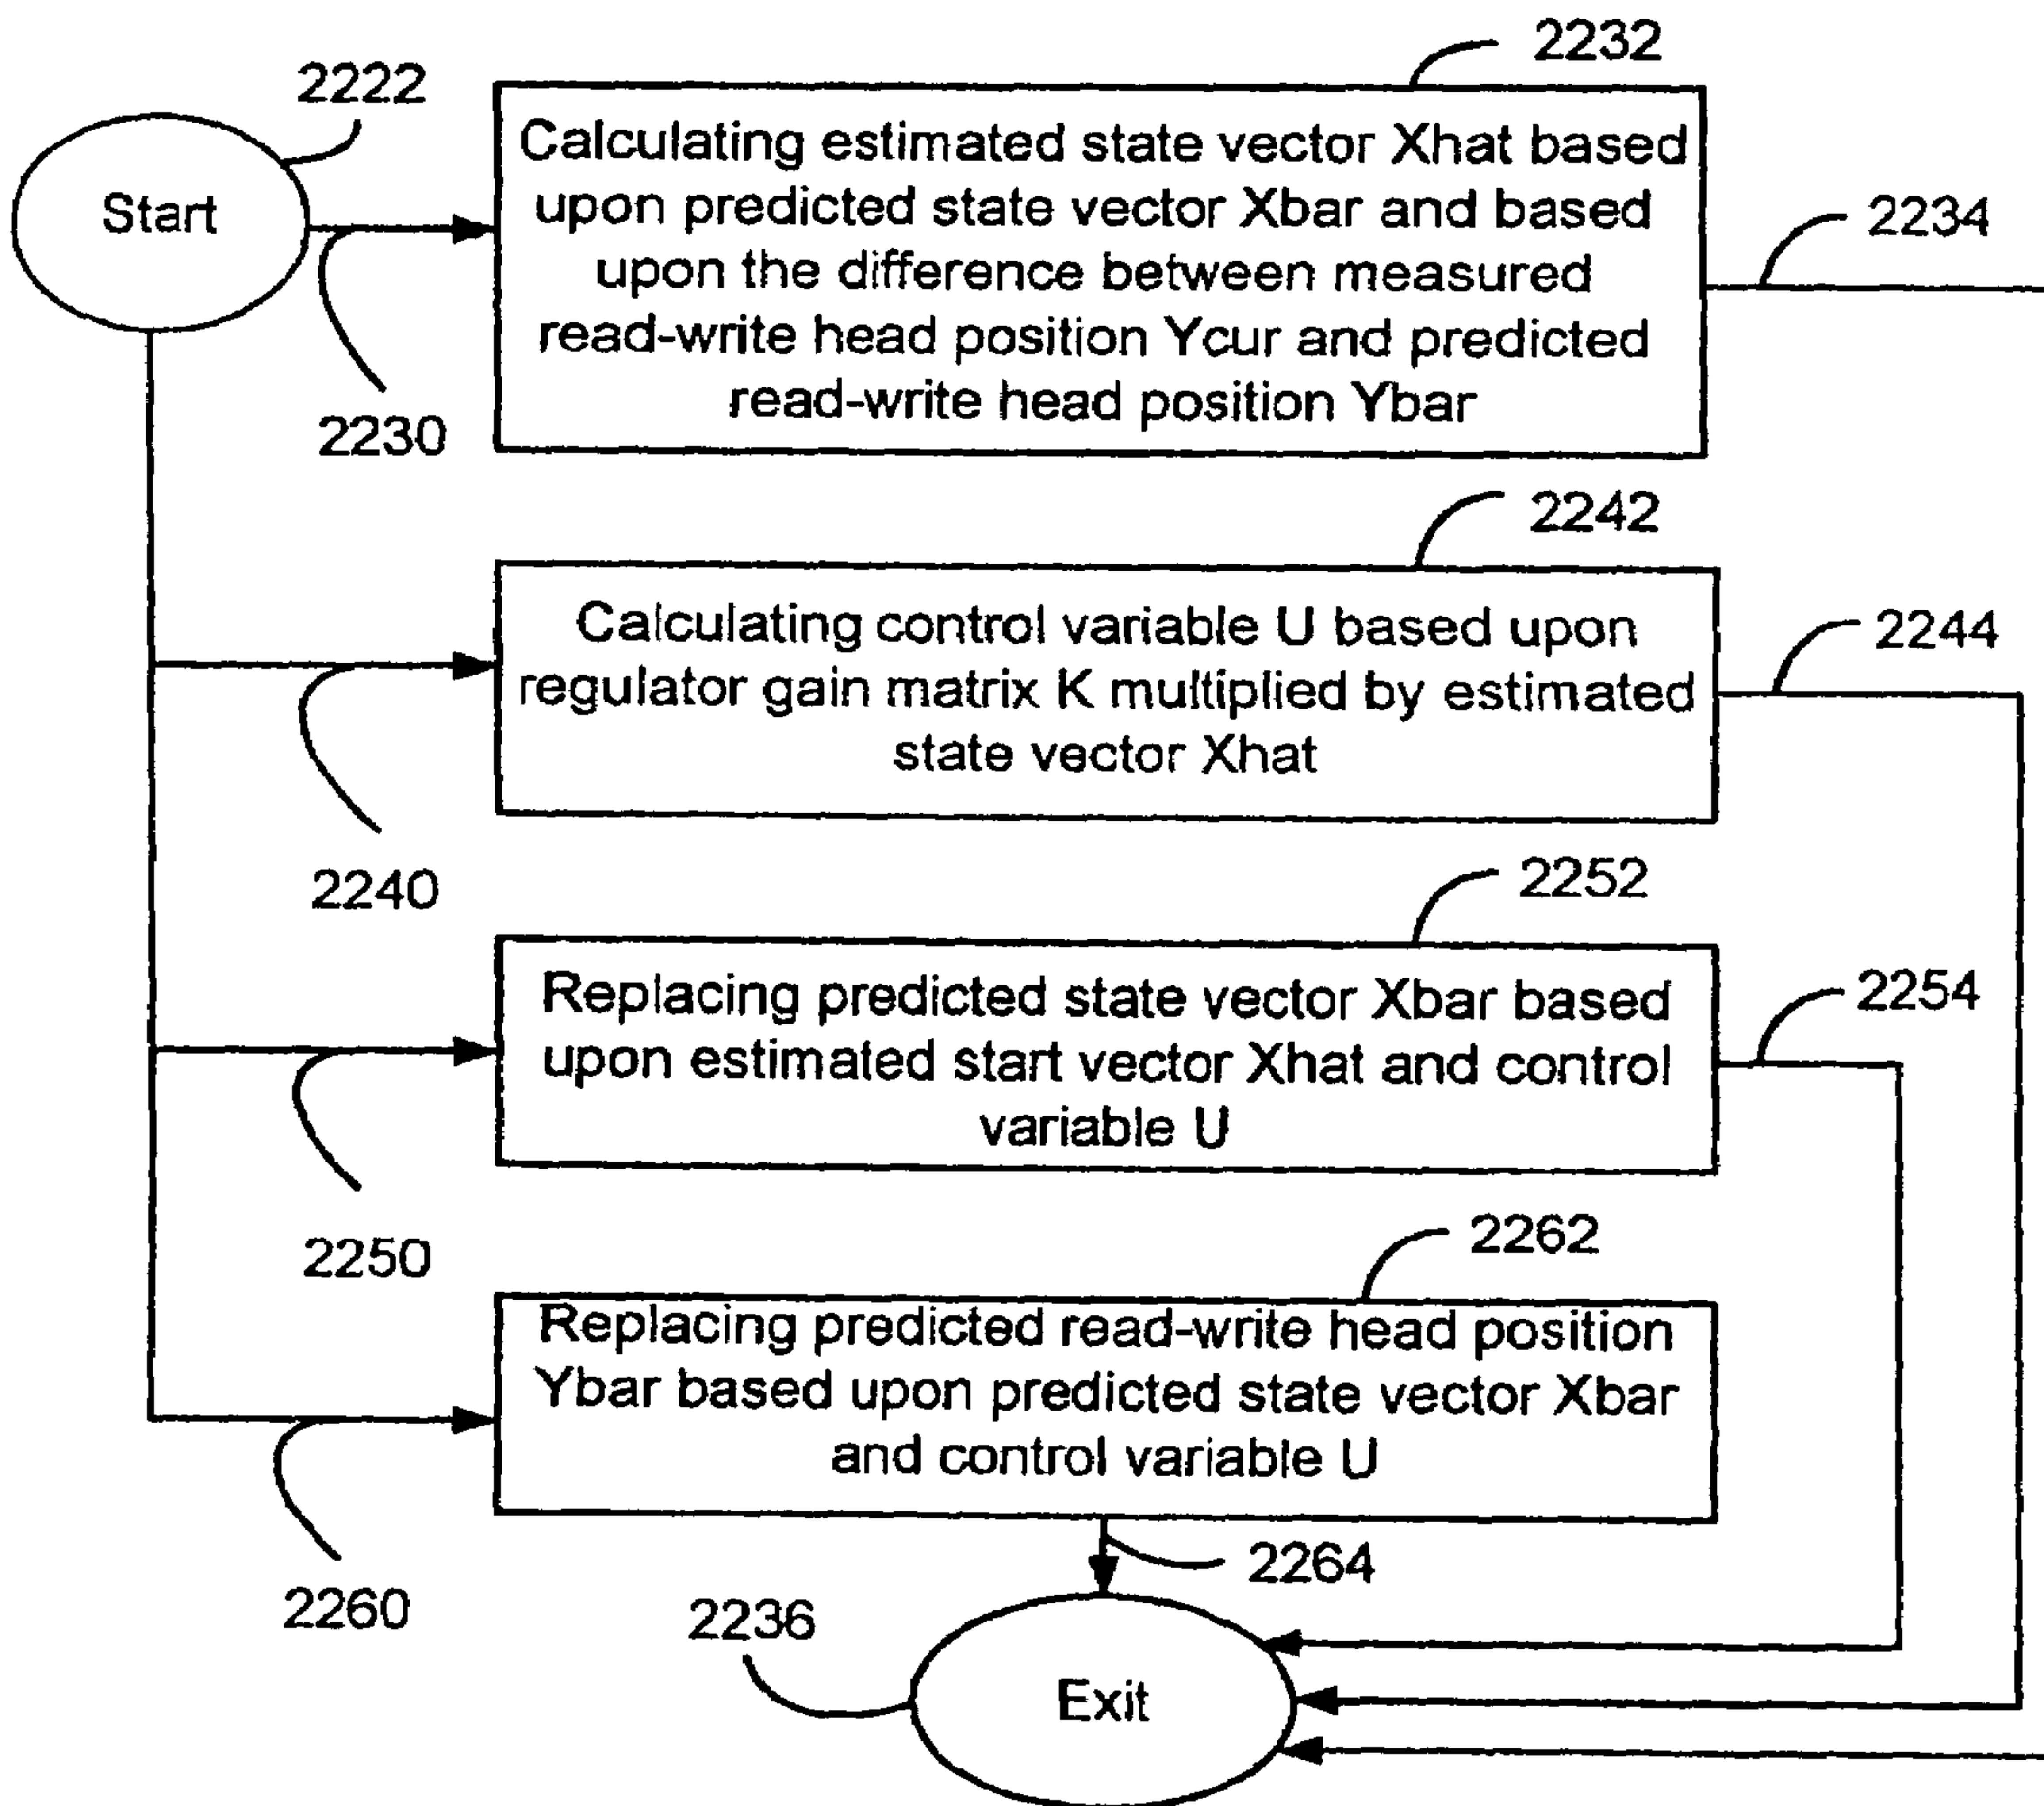 2232
2222
Start
Calculating estimated state vector Xhat based
upon predicted state vector Xbar and based
upon the difference between measured
read-write head position Ycur and predicted
read-write head position Ybar
2234
2230
2242
Calculating control variable U based upon
regulator gain matrix K multiplied by estimated
state vector Xhat
2244
2240
2252
Replacing predicted state vector Xbar based
upon estimated start vector Xhat and control
variable U
2254
2250
2262
Replacing predicted read-write head position
Ybar based upon predicted state vector Xbar
and control variable U
2264
2260
2236
Exit